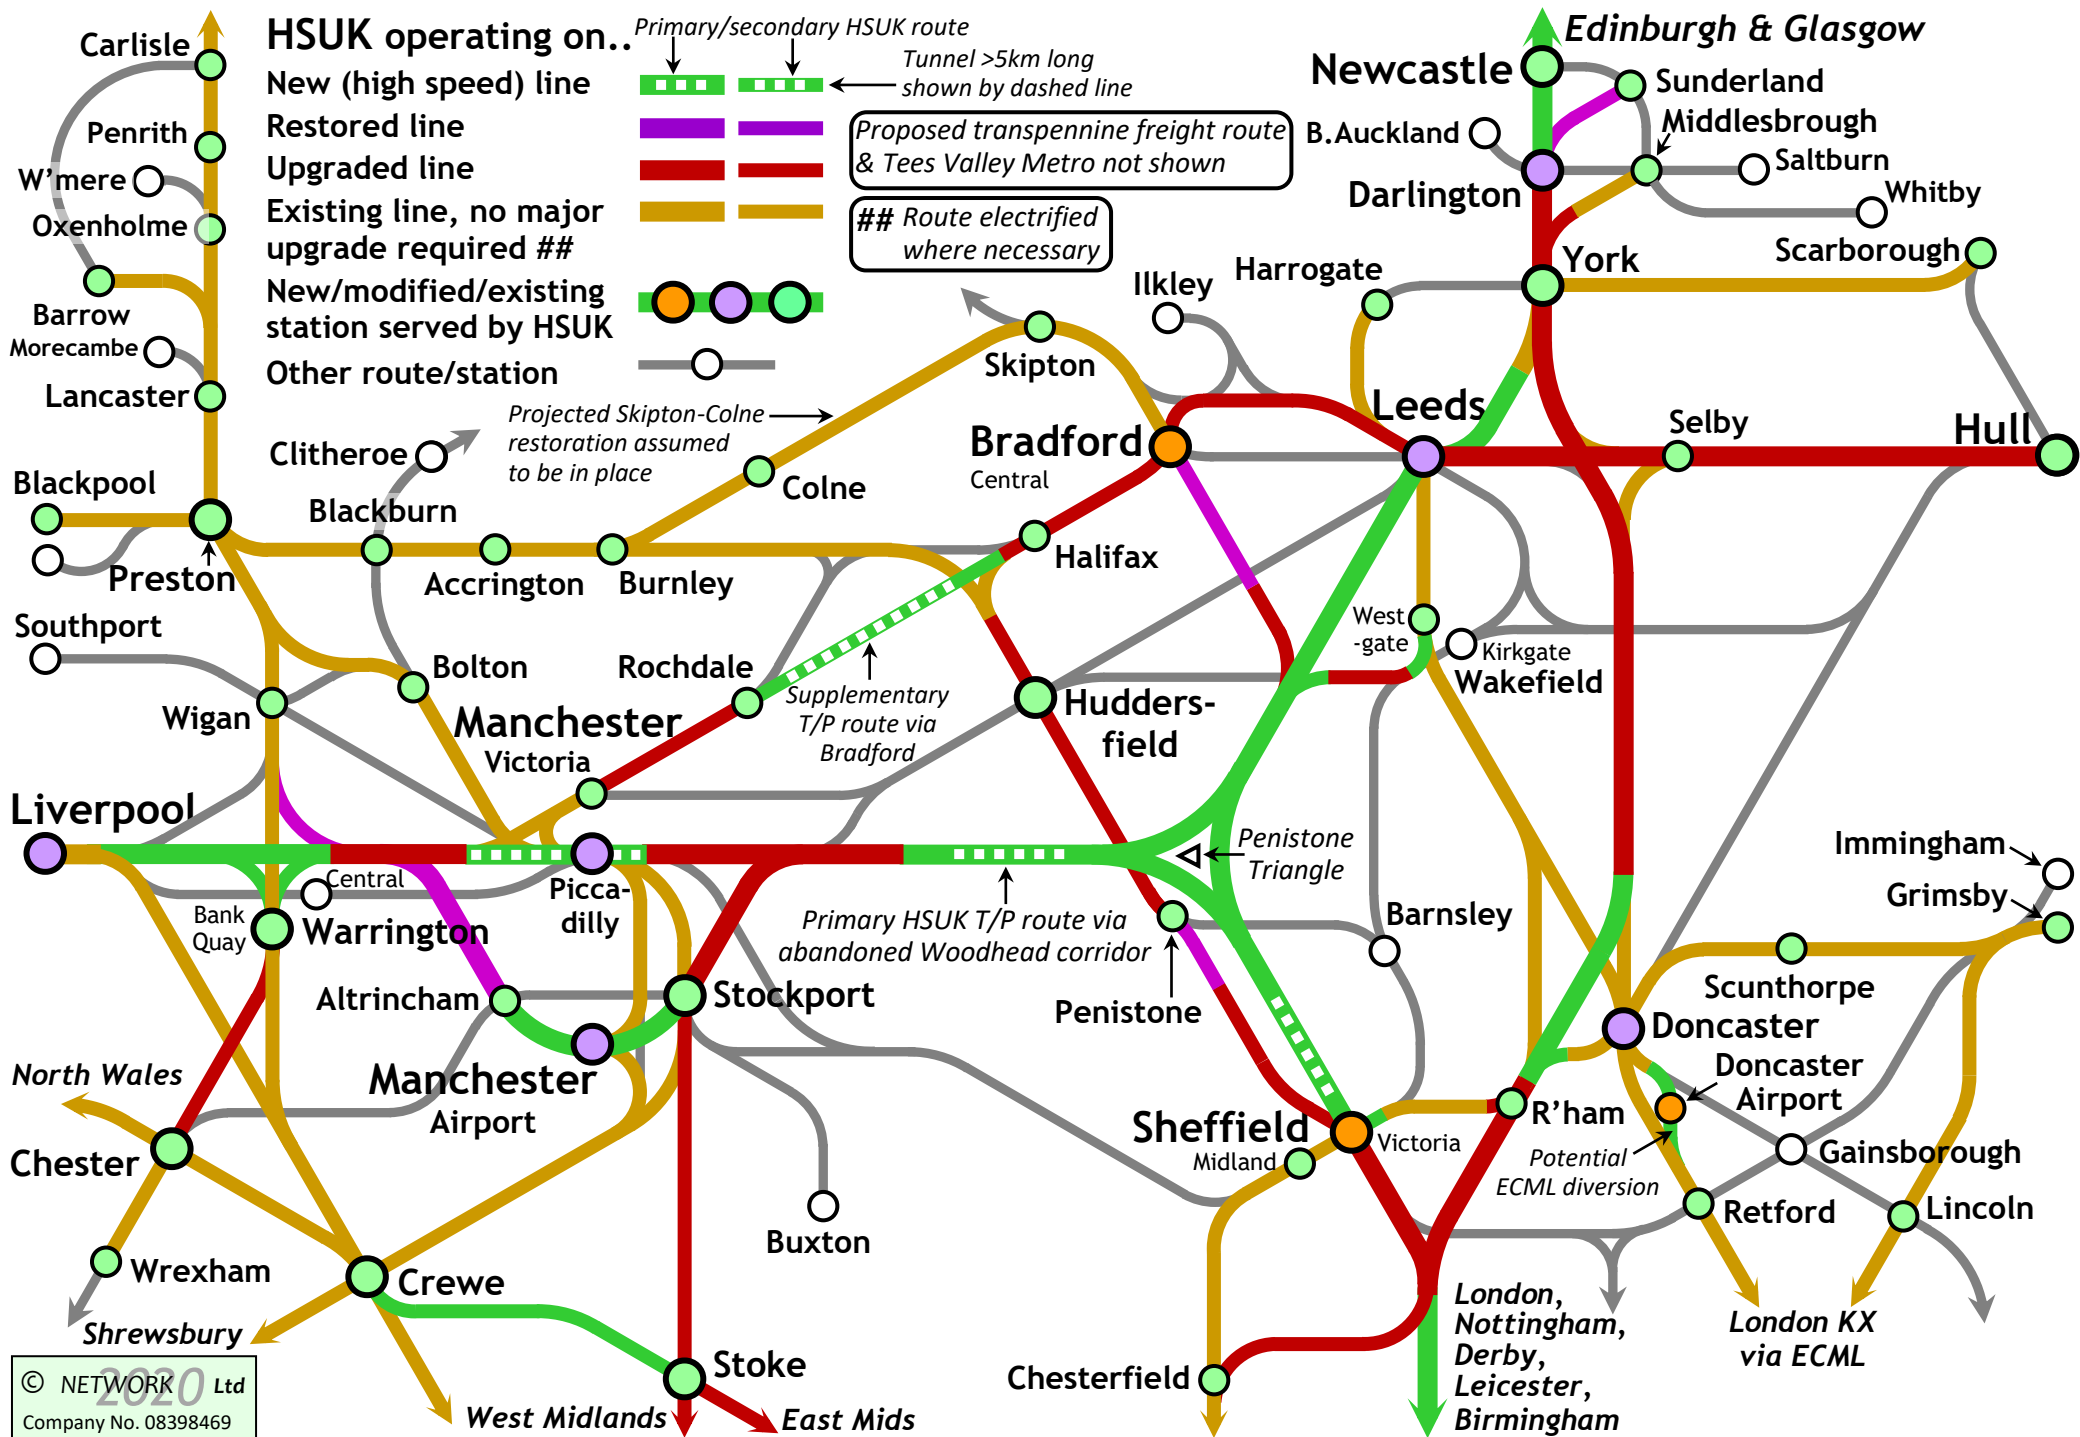 HSUK operating on..
Primary/secondary HSUK route
New (high speed) line
Tunnel >5km long
shown by dashed line
Restored line
Upgraded line
Existing line, no major
upgrade required ##
New/modified/existing
station served by HSUK
Other route/station
Proposed transpennine freight route
& Tees Valley Metro not shown
## Route electrified
where necessary
Edinburgh & Glasgow
Newcastle
Sunderland
Middlesbrough
B.Auckland
Saltburn
Darlington
Whitby
Scarborough
York
Harrogate
Ilkley
Carlisle
Penrith
W'mere
Oxenholme
Barrow
Morecambe
Lancaster
Skipton
Projected Skipton-Colne
restoration assumed
to be in place
Clitheroe
Bradford
Central
Leeds
Selby
Hull
Colne
Blackpool
Blackburn
Preston
Accrington
Burnley
Halifax
Southport
Bolton
Rochdale
West
-gate
Kirkgate
Wakefield
Supplementary
T/P route via
Bradford
Wigan
Manchester
Victoria
Hudders-
field
Liverpool
Penistone
Triangle
Immingham
Grimsby
Central
Picca-
dilly
Bank
Quay
Warrington
Primary HSUK T/P route via
abandoned Woodhead corridor
Barnsley
Scunthorpe
Altrincham
Stockport
Penistone
Doncaster
Doncaster
Airport
North Wales
Manchester
Airport
Sheffield
Midland
Victoria
R'ham
Potential
ECML diversion
Gainsborough
Chester
Retford
Lincoln
Buxton
Wrexham
Crewe
Shrewsbury
London,
Nottingham,
Derby,
Leicester,
Birmingham
London KX
via ECML
Stoke
Chesterfield
West Midlands
East Mids
© NETWORK 2020 Ltd
Company No. 08398469